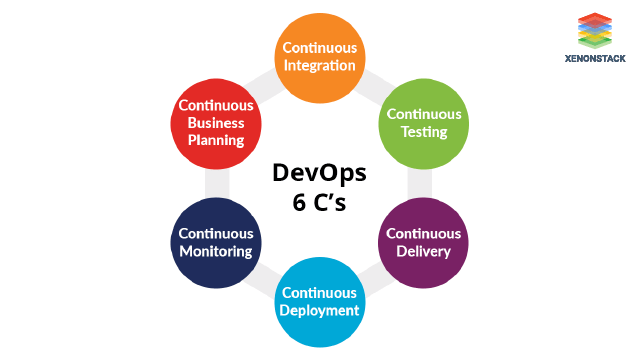 Continuous
Integration
XENONSTACK
Continuous
Business
Planning
Continuous
Testing
DevOps
6 C’s
Continuous
Monitoring
Continuous
Delivery
Continuous
Deployment